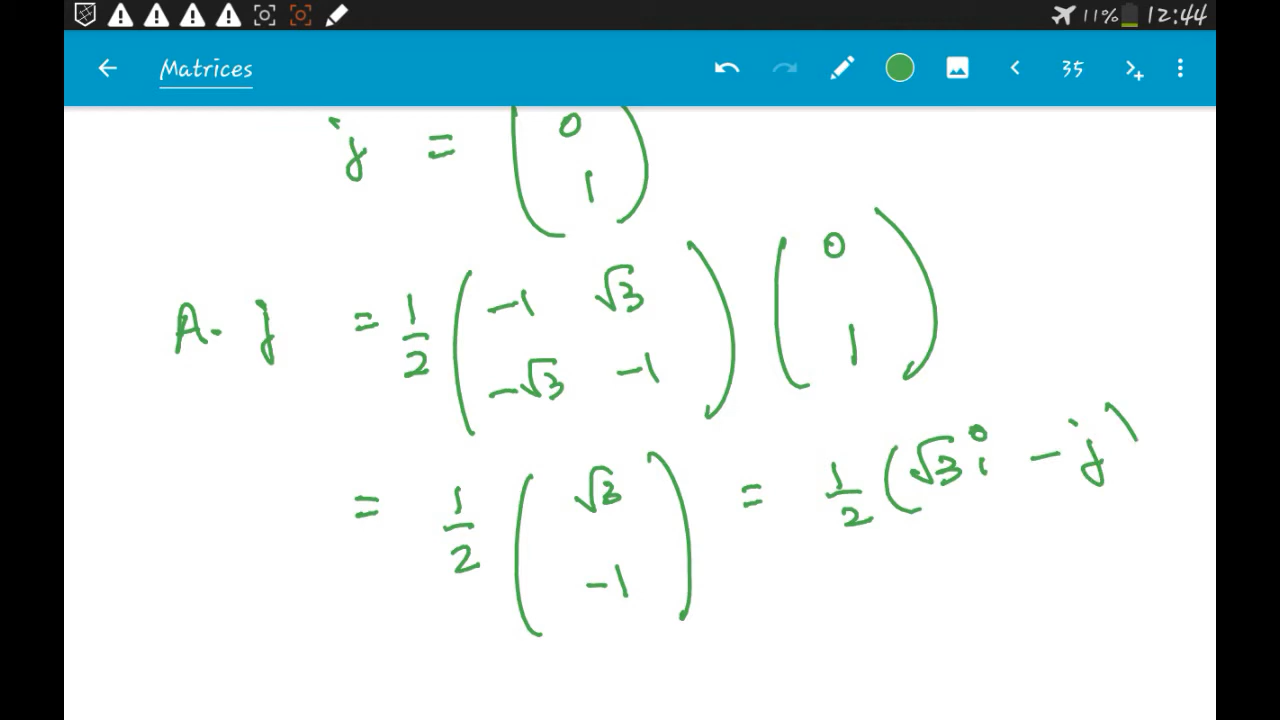 11% 12:44
Matrices 35
j = ( 0
1 )
A. j = 1/2 ( -1 √3
-√3 -1 ) ( 0
1 )
= 1/2 ( √3
-1 ) = 1/2 (√3 i - j)